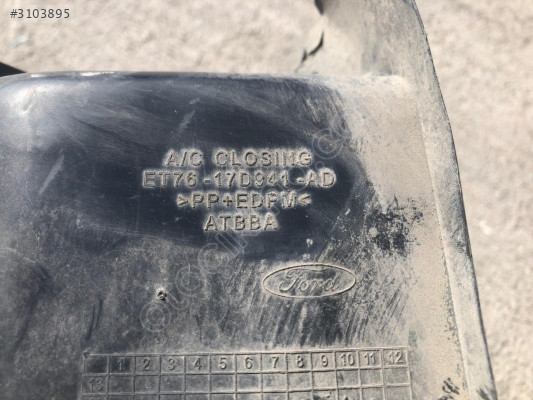 #3103895
A/C CLOSING
ET76-17D941-AD
>PP+EDFM<
ATBBA
Ford
1 2 3 4 5 6 7 8 9 10 11 12
13